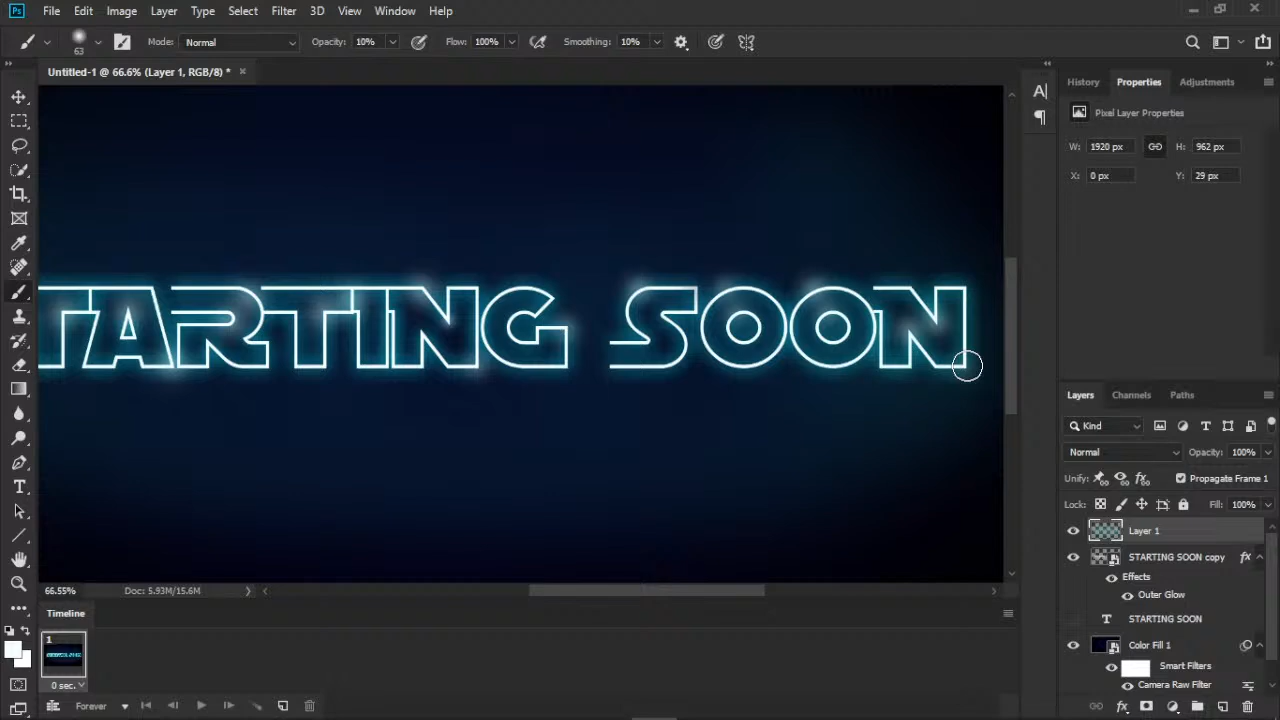 Ps File Edit Image Layer Type Select Filter 3D View Window Help
63 Mode: Normal Opacity: 10% Flow: 100% Smoothing: 10%
Untitled-1 @ 66.6% (Layer 1, RGB/8) *
TARTING SOON
66.55% Doc: 5.93M/15.6M
Timeline
1
0 sec.
Forever
History Properties Adjustments
Pixel Layer Properties
W: 1920 px H: 962 px
X: 0 px Y: 29 px
Layers Channels Paths
Kind
Normal Opacity: 100%
Unify: Propagate Frame 1
Lock: Fill: 100%
Layer 1
STARTING SOON copy fx
Effects
Outer Glow
T STARTING SOON
Color Fill 1
Smart Filters
Camera Raw Filter